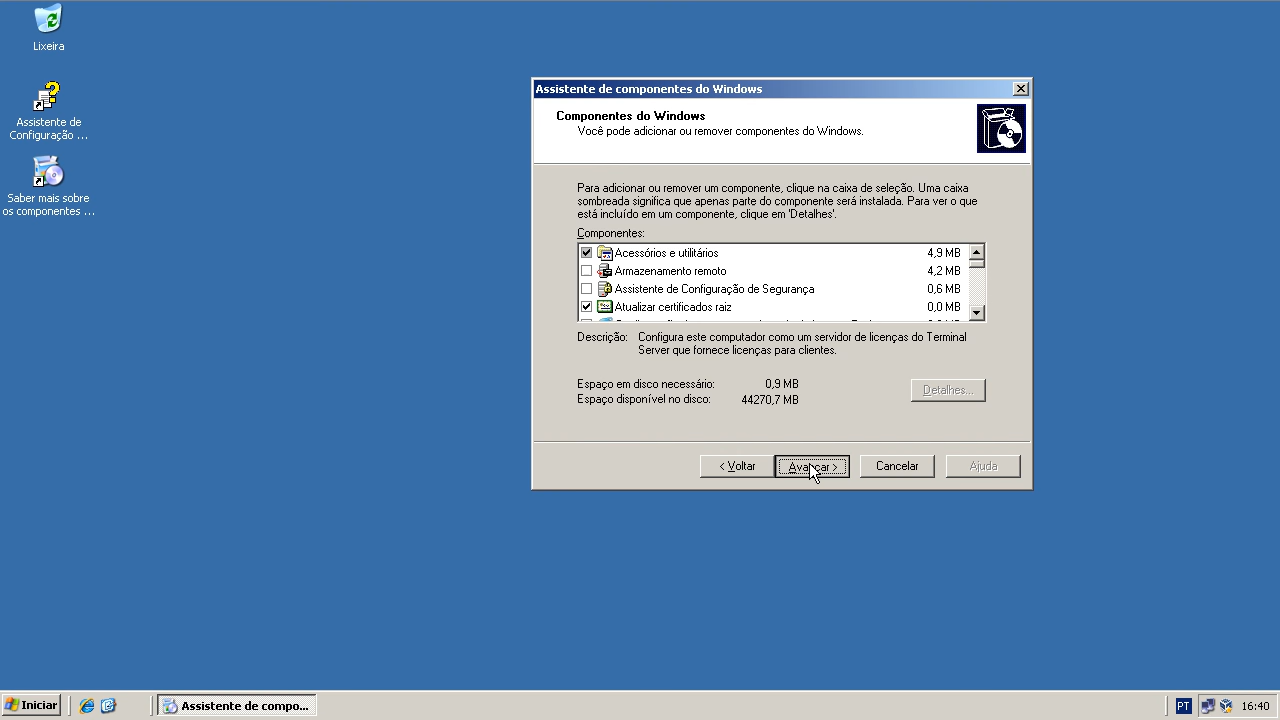 Lixeira
Assistente de
Configuração ...
Saber mais sobre
os componentes ...
Assistente de componentes do Windows
Componentes do Windows
Você pode adicionar ou remover componentes do Windows.
Para adicionar ou remover um componente, clique na caixa de seleção. Uma caixa
sombreada significa que apenas parte do componente será instalada. Para ver o que
está incluído em um componente, clique em 'Detalhes'.
Componentes:
Acessórios e utilitários 4,9 MB
Armazenamento remoto 4,2 MB
Assistente de Configuração de Segurança 0,6 MB
Atualizar certificados raiz 0,0 MB
Descrição: Configura este computador como um servidor de licenças do Terminal
Server que fornece licenças para clientes.
Espaço em disco necessário: 0,9 MB
Espaço disponível no disco: 44270,7 MB
Detalhes...
< Voltar
Avançar >
Cancelar
Ajuda
Iniciar
Assistente de compo...
PT
16:40